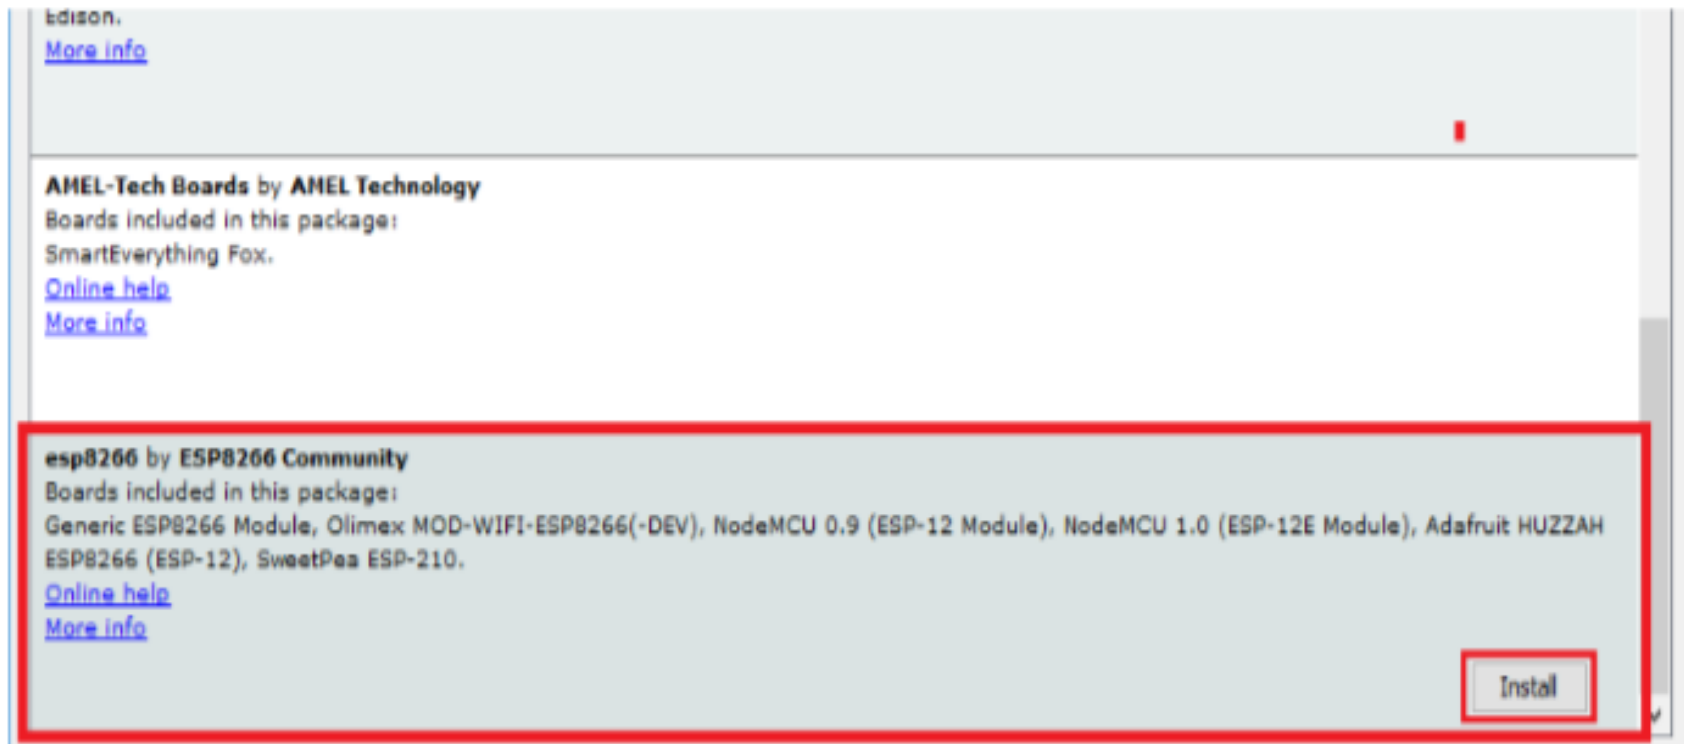 Edison.
More info
AMEL-Tech Boards by AMEL Technology
Boards included in this package:
SmartEverything Fox.
Online help
More info
esp8266 by ESP8266 Community
Boards included in this package:
Generic ESP8266 Module, Olimex MOD-WIFI-ESP8266(-DEV), NodeMCU 0.9 (ESP-12 Module), NodeMCU 1.0 (ESP-12E Module), Adafruit HUZZAH
ESP8266 (ESP-12), SweetPea ESP-210.
Online help
More info
Install